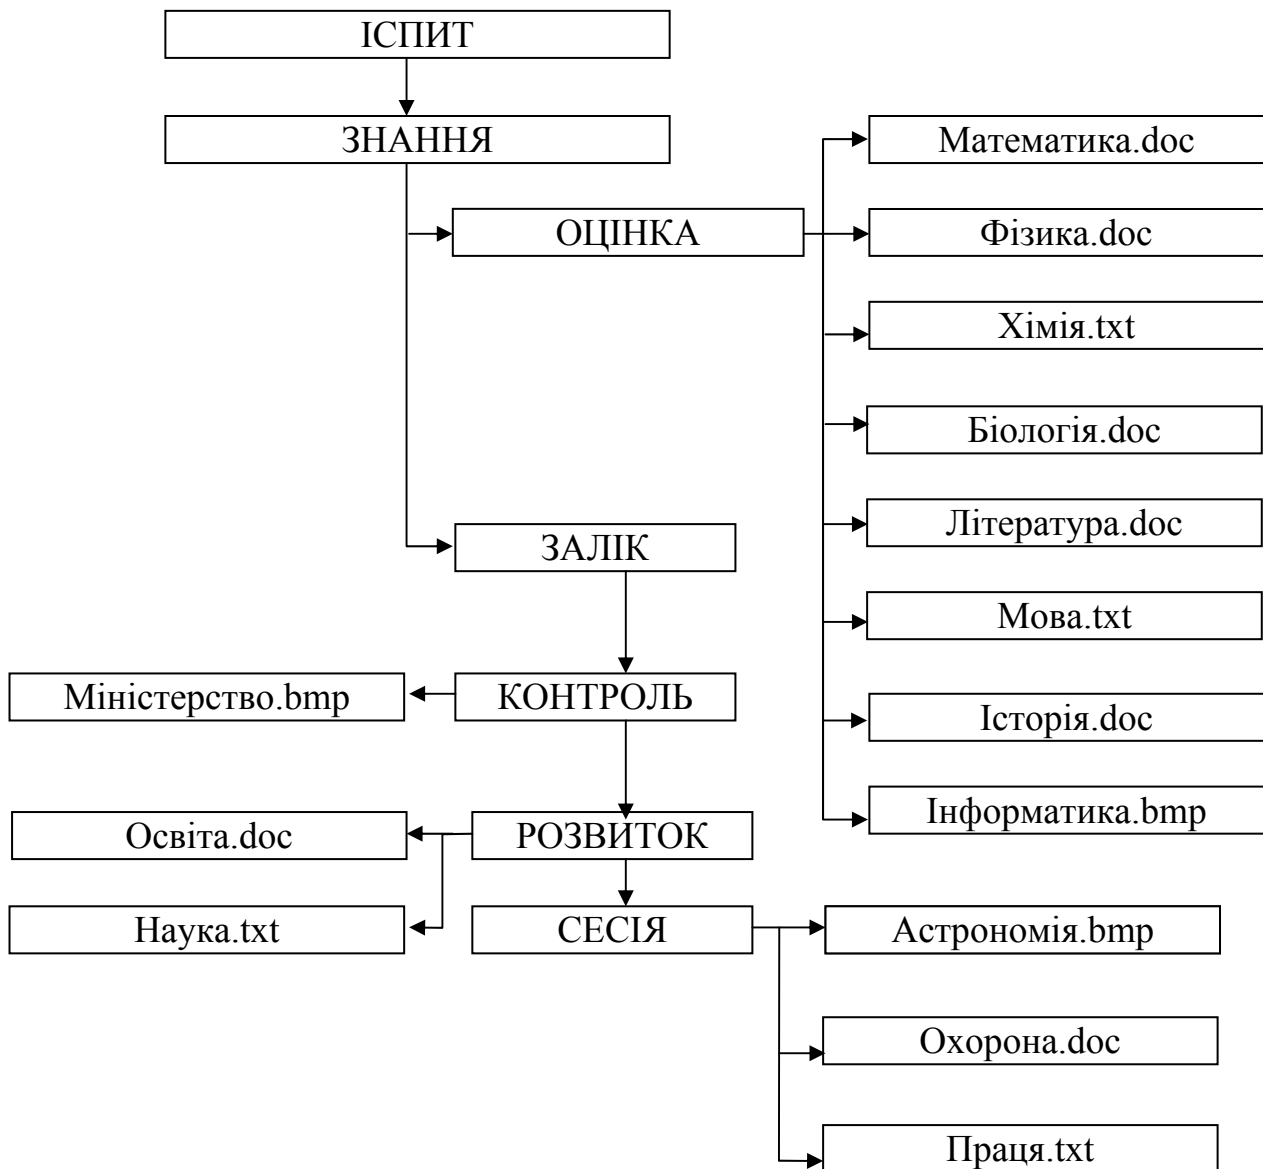 ІСПИТ
ЗНАННЯ
Математика.doc
ОЦІНКА
Фізика.doc
Хімія.txt
Біологія.doc
Література.doc
ЗАЛІК
Мова.txt
Міністерство.bmp
КОНТРОЛЬ
Історія.doc
Інформатика.bmp
Освіта.doc
РОЗВИТОК
Наука.txt
СЕСІЯ
Астрономія.bmp
Охорона.doc
Праця.txt